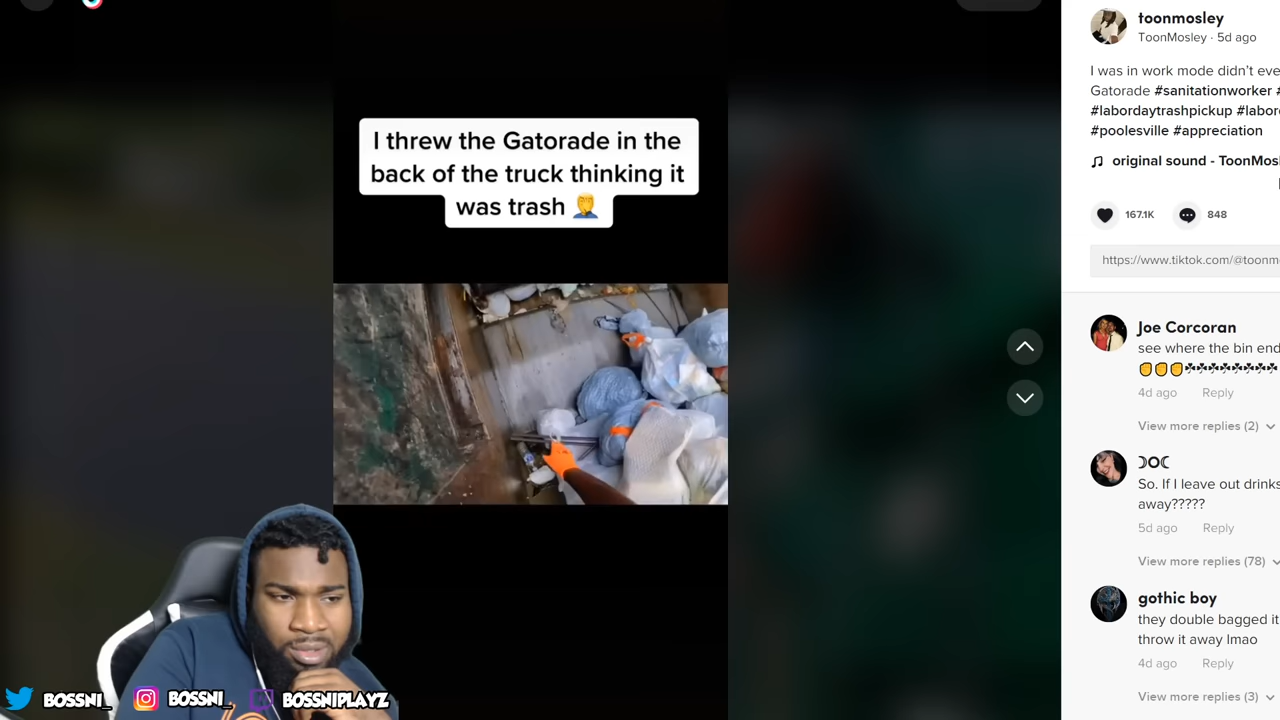 I threw the Gatorade in the
back of the truck thinking it
was trash 🤦
toonmosley
ToonMosley · 5d ago
I was in work mode didn't eve
Gatorade #sanitationworker #
#labordaytrashpickup #labor
#poolesville #appreciation
original sound - ToonMosl
167.1K
848
https://www.tiktok.com/@toonm
Joe Corcoran
see where the bin end
✊✊✊☘☘☘☘☘☘☘☘
4d ago Reply
View more replies (2)
☽O☾
So. If I leave out drinks
away?????
5d ago Reply
View more replies (78)
gothic boy
they double bagged it
throw it away lmao
4d ago Reply
View more replies (3)
BOSSNI_ BOSSNI_ BOSSNIPLAYZ